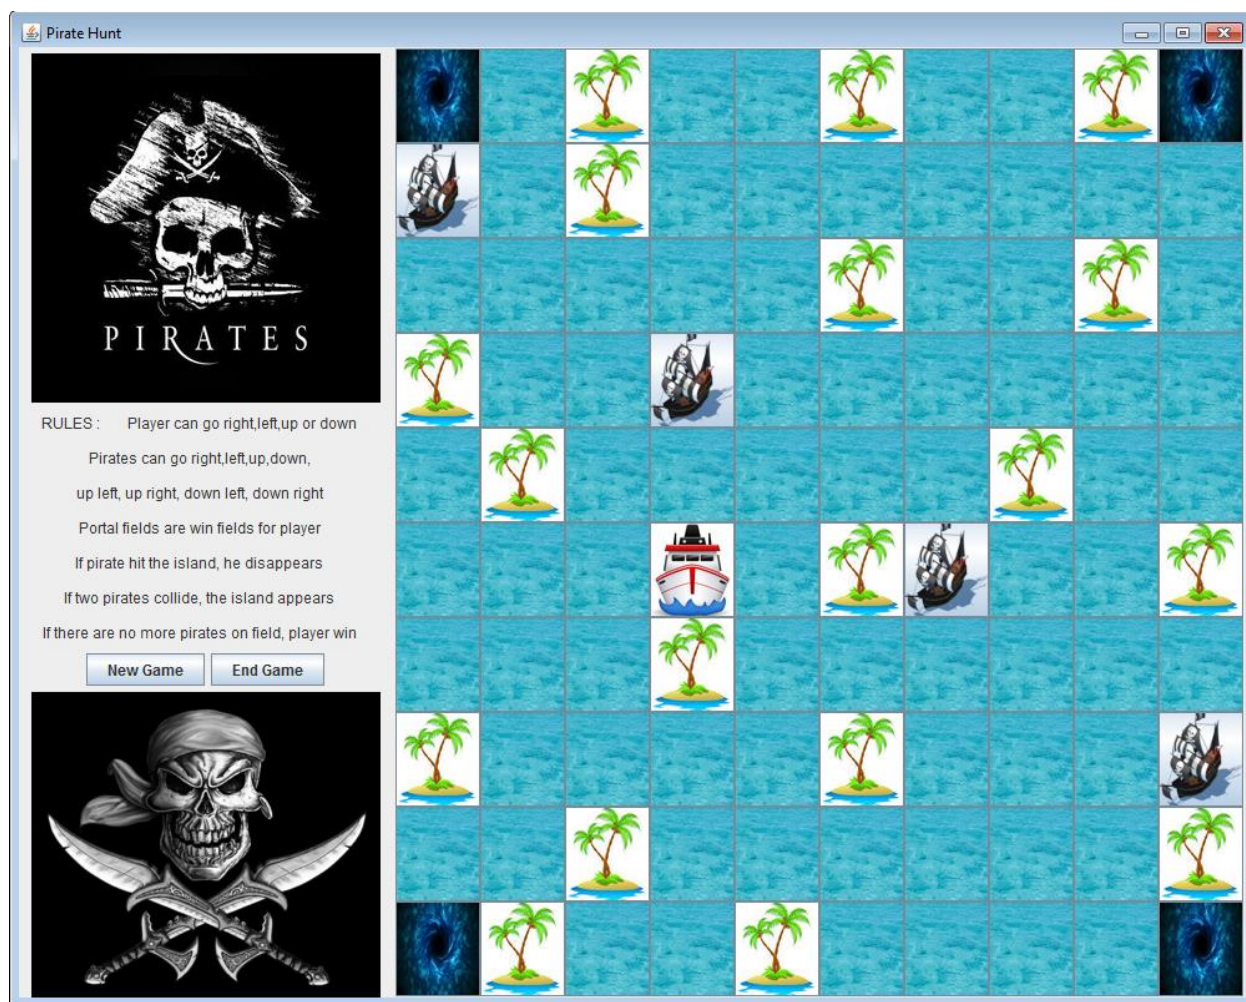 Pirate Hunt
PIRATES
RULES : Player can go right,left,up or down
Pirates can go right,left,up,down,
up left, up right, down left, down right
Portal fields are win fields for player
If pirate hit the island, he disappears
If two pirates collide, the island appears
If there are no more pirates on field, player win
New Game End Game